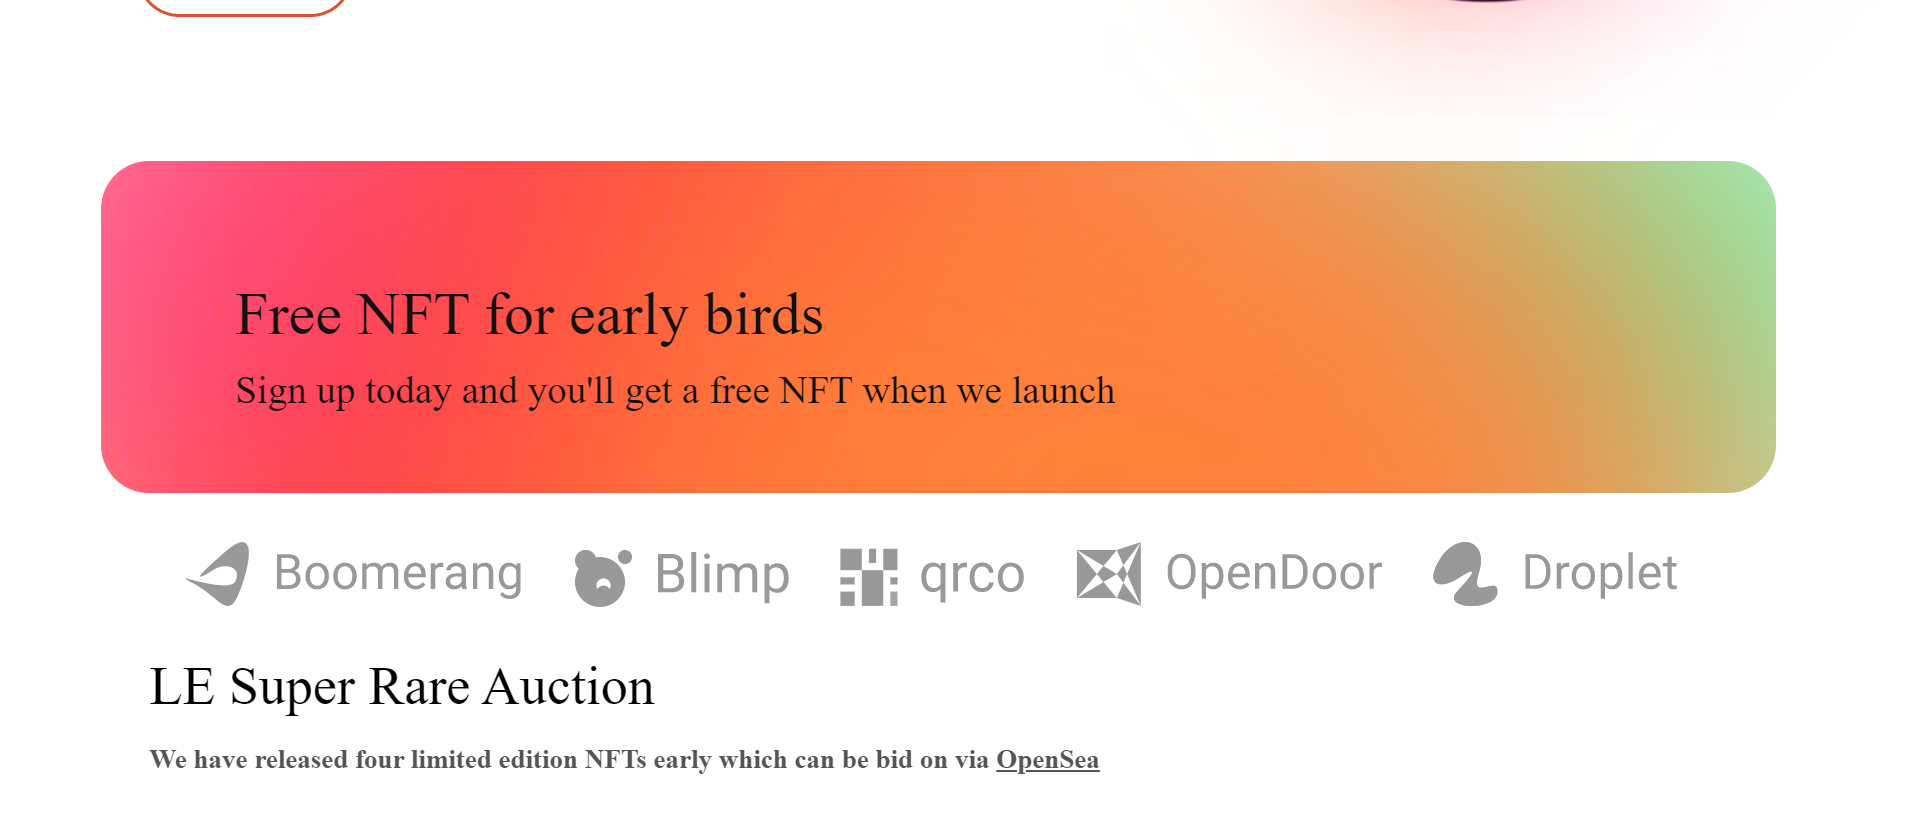 Free NFT for early birds
Sign up today and you'll get a free NFT when we launch
Boomerang Blimp qrco OpenDoor Droplet
LE Super Rare Auction
We have released four limited edition NFTs early which can be bid on via OpenSea